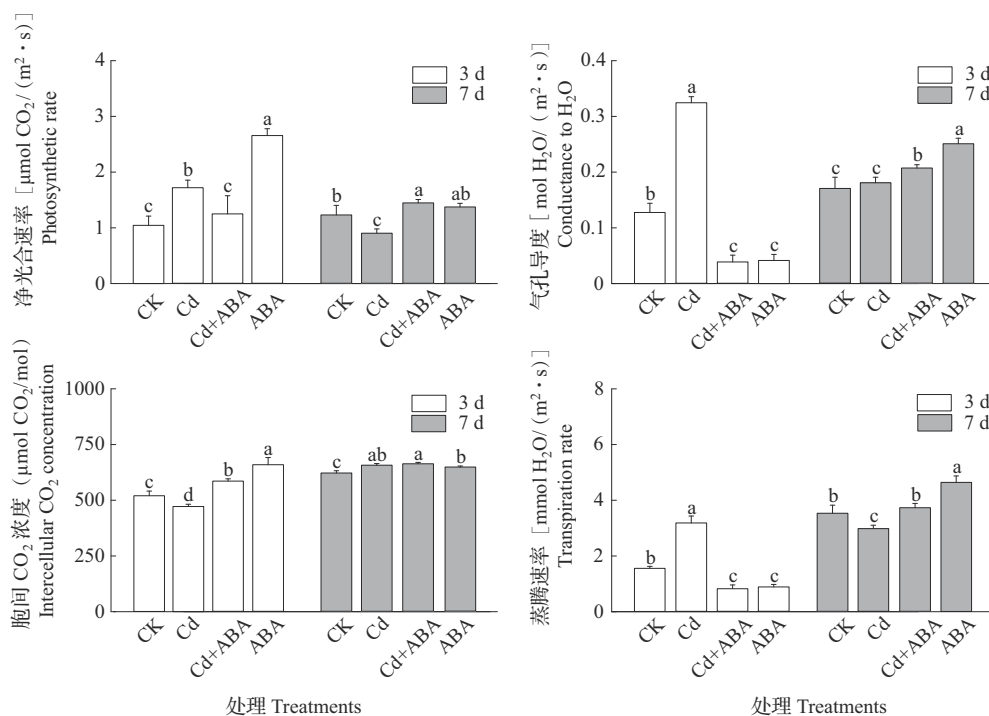 净光合速率［μmol CO₂/（m²·s）］
Photosynthetic rate
4
3
2
1
0
3 d
7 d
c
b
c
a
b
c
a
ab
CK
Cd
Cd+ABA
ABA
CK
Cd
Cd+ABA
ABA
气孔导度［mol H₂O/（m²·s）］
Conductance to H₂O
0.4
0.3
0.2
0.1
0
3 d
7 d
b
a
c
c
c
c
b
a
CK
Cd
Cd+ABA
ABA
CK
Cd
Cd+ABA
ABA
胞间 CO₂ 浓度（μmol CO₂/mol）
Intercellular CO₂ concentration
1000
750
500
250
0
3 d
7 d
c
d
b
a
c
ab
a
b
CK
Cd
Cd+ABA
ABA
CK
Cd
Cd+ABA
ABA
处理 Treatments
蒸腾速率［mmol H₂O/（m²·s）］
Transpiration rate
8
6
4
2
0
3 d
7 d
b
a
c
c
b
c
b
a
CK
Cd
Cd+ABA
ABA
CK
Cd
Cd+ABA
ABA
处理 Treatments